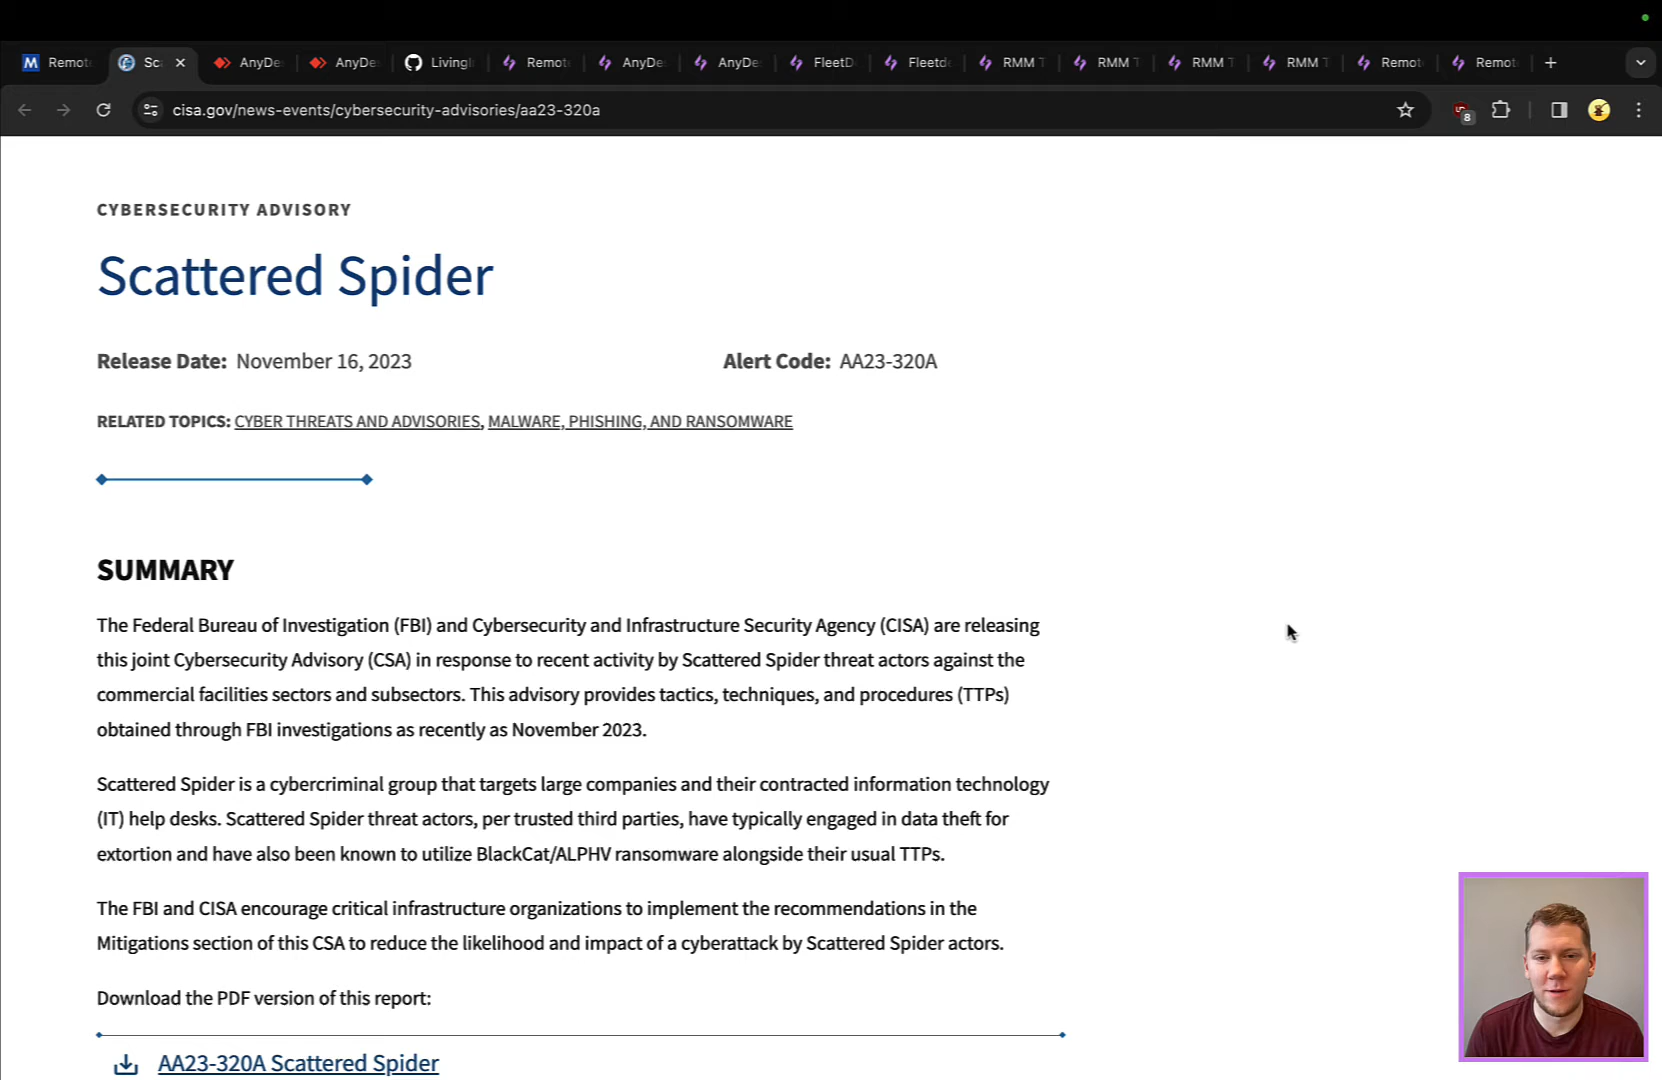 Remot
Sc
AnyDe
AnyDe
LivingI
Remot
AnyDe
AnyDe
FleetD
Fleetd
RMM T
RMM T
RMM T
RMM T
Remot
Remot
cisa.gov/news-events/cybersecurity-advisories/aa23-320a
8
CYBERSECURITY ADVISORY
Scattered Spider
Release Date: November 16, 2023
Alert Code: AA23-320A
RELATED TOPICS: CYBER THREATS AND ADVISORIES, MALWARE, PHISHING, AND RANSOMWARE
SUMMARY
The Federal Bureau of Investigation (FBI) and Cybersecurity and Infrastructure Security Agency (CISA) are releasing
this joint Cybersecurity Advisory (CSA) in response to recent activity by Scattered Spider threat actors against the
commercial facilities sectors and subsectors. This advisory provides tactics, techniques, and procedures (TTPs)
obtained through FBI investigations as recently as November 2023.
Scattered Spider is a cybercriminal group that targets large companies and their contracted information technology
(IT) help desks. Scattered Spider threat actors, per trusted third parties, have typically engaged in data theft for
extortion and have also been known to utilize BlackCat/ALPHV ransomware alongside their usual TTPs.
The FBI and CISA encourage critical infrastructure organizations to implement the recommendations in the
Mitigations section of this CSA to reduce the likelihood and impact of a cyberattack by Scattered Spider actors.
Download the PDF version of this report:
AA23-320A Scattered Spider